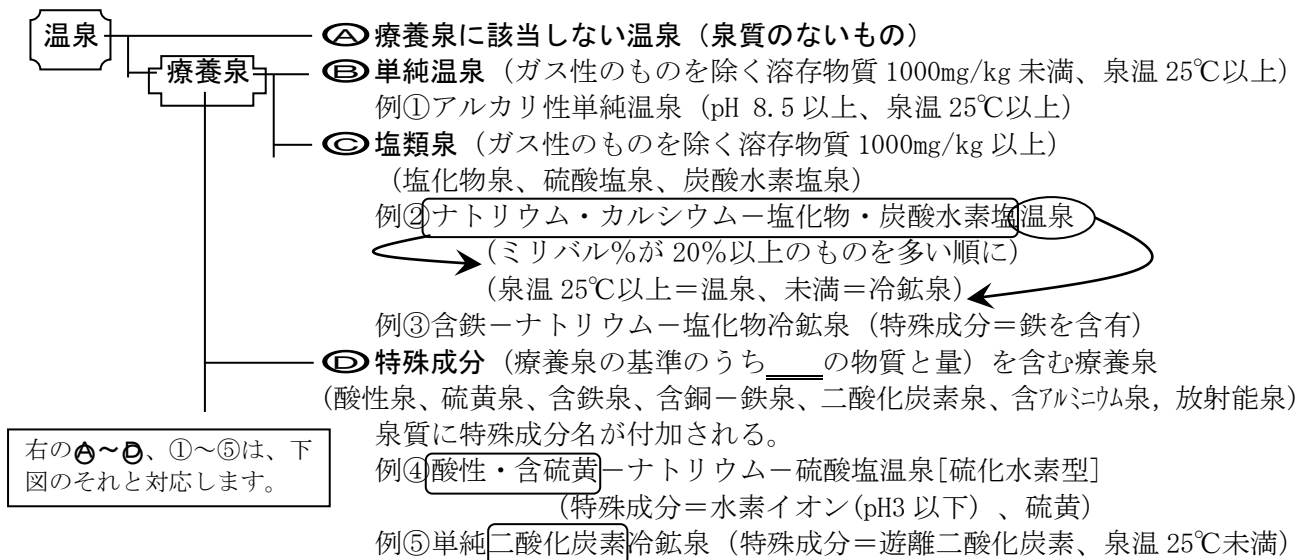 温泉
Ⓐ療養泉に該当しない温泉（泉質のないもの）
療養泉
Ⓑ単純温泉（ガス性のものを除く溶存物質 1000mg/kg 未満、泉温 25℃以上）
例①アルカリ性単純温泉（pH 8.5 以上、泉温 25℃以上）
Ⓒ塩類泉（ガス性のものを除く溶存物質 1000mg/kg 以上）
（塩化物泉、硫酸塩泉、炭酸水素塩泉）
例②ナトリウム・カルシウム－塩化物・炭酸水素塩温泉
（ミリバル％が 20％以上のものを多い順に）
（泉温 25℃以上＝温泉、未満＝冷鉱泉）
例③含鉄－ナトリウム－塩化物冷鉱泉（特殊成分＝鉄を含有）
Ⓓ特殊成分（療養泉の基準のうち＿＿の物質と量）を含む療養泉
（酸性泉、硫黄泉、含鉄泉、含銅－鉄泉、二酸化炭素泉、含ｱﾙﾐﾆｳﾑ泉, 放射能泉）
泉質に特殊成分名が付加される。
例④酸性・含硫黄－ナトリウム－硫酸塩温泉[硫化水素型]
（特殊成分＝水素イオン(pH3 以下）、硫黄）
例⑤単純二酸化炭素冷鉱泉（特殊成分＝遊離二酸化炭素、泉温 25℃未満）
右のⒶ～Ⓓ、①～⑤は、下
図のそれと対応します。